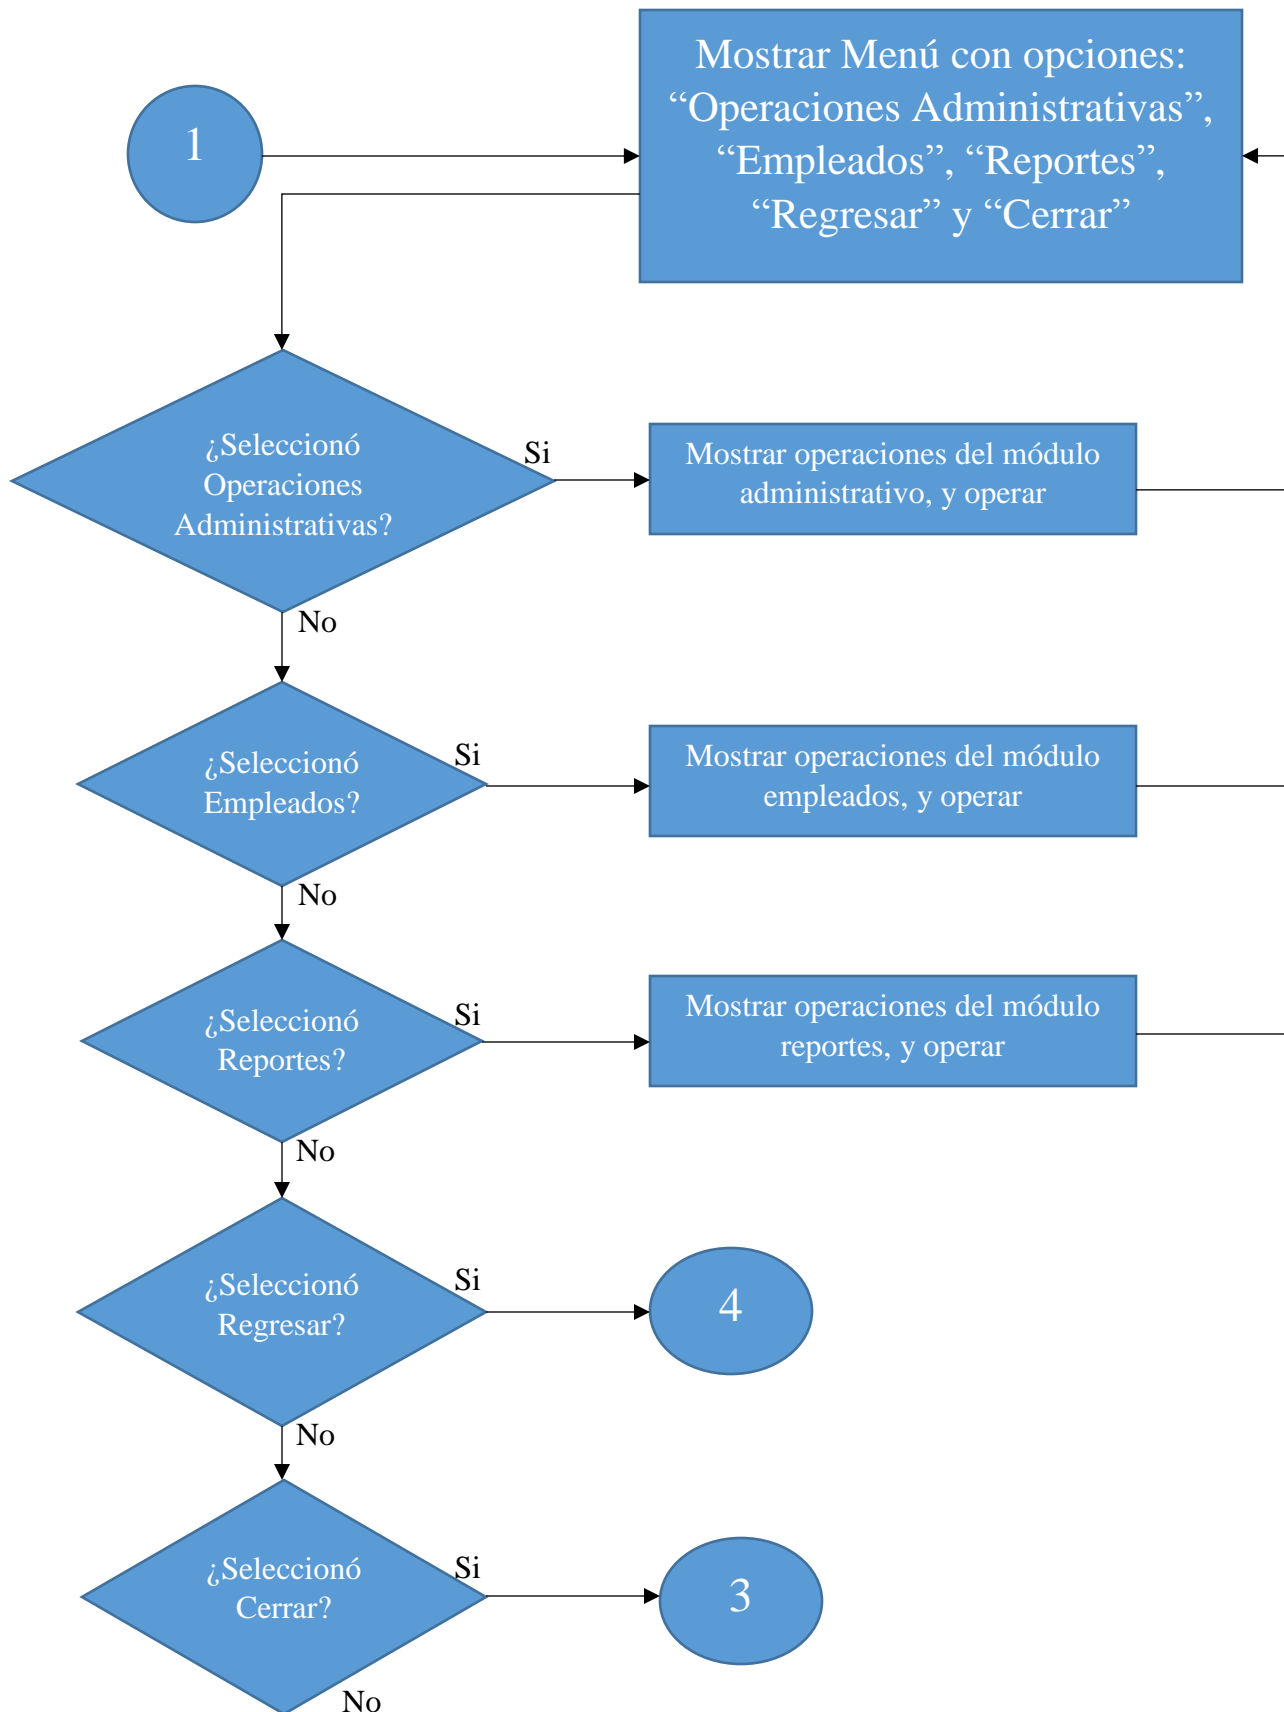 1
Mostrar Menú con opciones:
“Operaciones Administrativas”,
“Empleados”, “Reportes”,
“Regresar” y “Cerrar”
¿Seleccionó
Operaciones
Administrativas?
Si
Mostrar operaciones del módulo
administrativo, y operar
No
¿Seleccionó
Empleados?
Si
Mostrar operaciones del módulo
empleados, y operar
No
¿Seleccionó
Reportes?
Si
Mostrar operaciones del módulo
reportes, y operar
No
¿Seleccionó
Regresar?
Si
4
No
¿Seleccionó
Cerrar?
Si
3
No